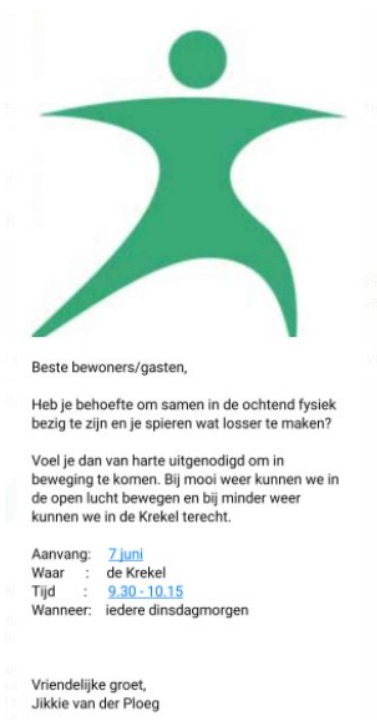 Beste bewoners/gasten,
Heb je behoefte om samen in de ochtend fysiek
bezig te zijn en je spieren wat losser te maken?
Voel je dan van harte uitgenodigd om in
beweging te komen. Bij mooi weer kunnen we in
de open lucht bewegen en bij minder weer
kunnen we in de Krekel terecht.
Aanvang: 7 juni
Waar : de Krekel
Tijd : 9.30 - 10.15
Wanneer: iedere dinsdagmorgen
Vriendelijke groet,
Jikkie van der Ploeg